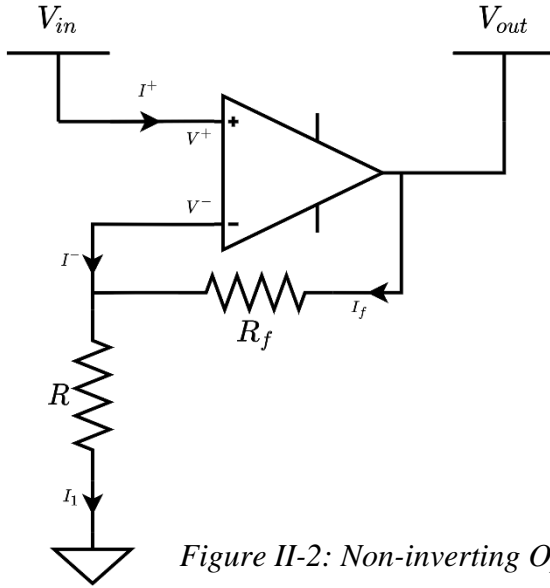 V_in V_out
I^+
V^+ +
V^- -
I^-
R_f I_f
R
I_1
Figure II-2: Non-inverting